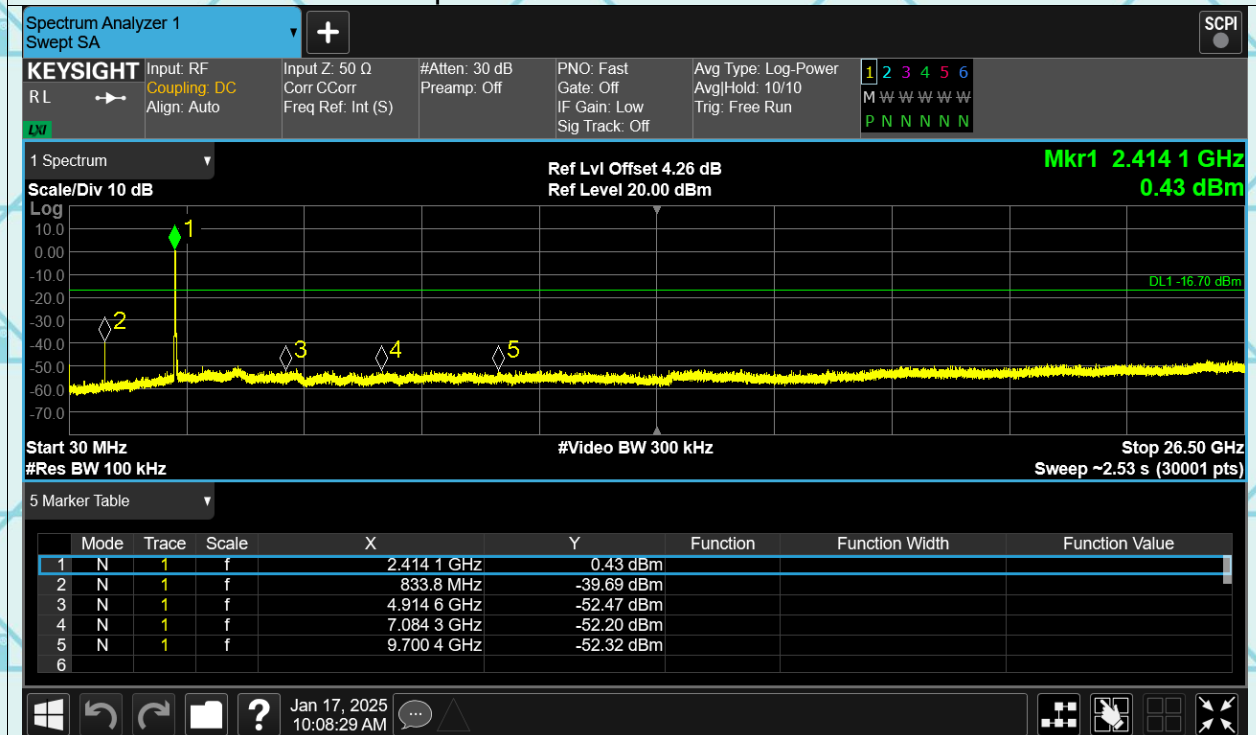 Spectrum Analyzer 1
Swept SA
+
SCPI
KEYSIGHT
RL
LXI
Input: RF
Coupling: DC
Align: Auto
Input Z: 50 Ω
Corr CCorr
Freq Ref: Int (S)
#Atten: 30 dB
Preamp: Off
PNO: Fast
Gate: Off
IF Gain: Low
Sig Track: Off
Avg Type: Log-Power
Avg|Hold: 10/10
Trig: Free Run
1 2 3 4 5 6
M W W W W W
P N N N N N
1 Spectrum
Scale/Div 10 dB
Log
Ref Lvl Offset 4.26 dB
Ref Level 20.00 dBm
Mkr1 2.414 1 GHz
0.43 dBm
10.0
0.00
-10.0
-20.0
-30.0
-40.0
-50.0
-60.0
-70.0
1
2
3
4
5
DL1 -16.70 dBm
Start 30 MHz
#Res BW 100 kHz
#Video BW 300 kHz
Stop 26.50 GHz
Sweep ~2.53 s (30001 pts)
5 Marker Table
Mode Trace Scale X Y Function Function Width Function Value
1 N 1 f 2.414 1 GHz 0.43 dBm
2 N 1 f 833.8 MHz -39.69 dBm
3 N 1 f 4.914 6 GHz -52.47 dBm
4 N 1 f 7.084 3 GHz -52.20 dBm
5 N 1 f 9.700 4 GHz -52.32 dBm
6
?
Jan 17, 2025
10:08:29 AM